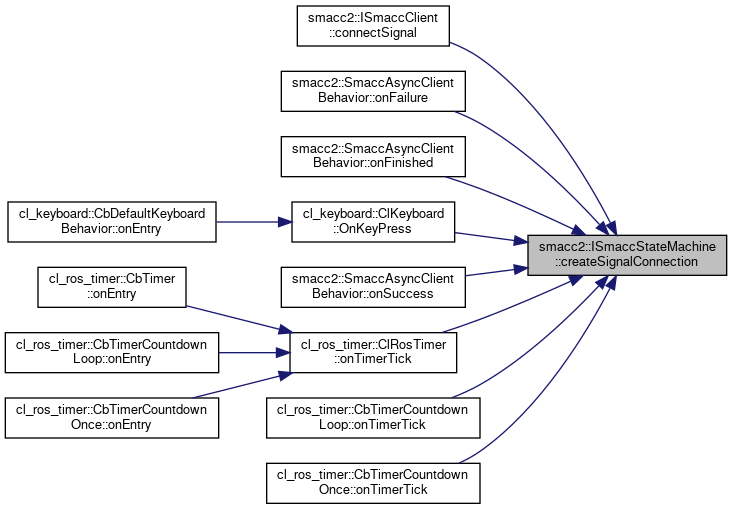 smacc2::ISmaccClient
::connectSignal
smacc2::SmaccAsyncClient
Behavior::onFailure
smacc2::SmaccAsyncClient
Behavior::onFinished
cl_keyboard::CbDefaultKeyboard
Behavior::onEntry
cl_keyboard::ClKeyboard
::OnKeyPress
smacc2::ISmaccStateMachine
::createSignalConnection
cl_ros_timer::CbTimer
::onEntry
smacc2::SmaccAsyncClient
Behavior::onSuccess
cl_ros_timer::CbTimerCountdown
Loop::onEntry
cl_ros_timer::ClRosTimer
::onTimerTick
cl_ros_timer::CbTimerCountdown
Once::onEntry
cl_ros_timer::CbTimerCountdown
Loop::onTimerTick
cl_ros_timer::CbTimerCountdown
Once::onTimerTick